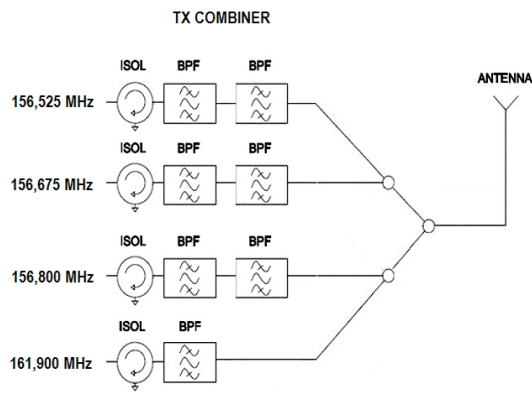 TX COMBINER
ISOL BPF BPF
ANTENNA
156,525 MHz
ISOL BPF BPF
156,675 MHz
ISOL BPF BPF
156,800 MHz
ISOL BPF
161,900 MHz